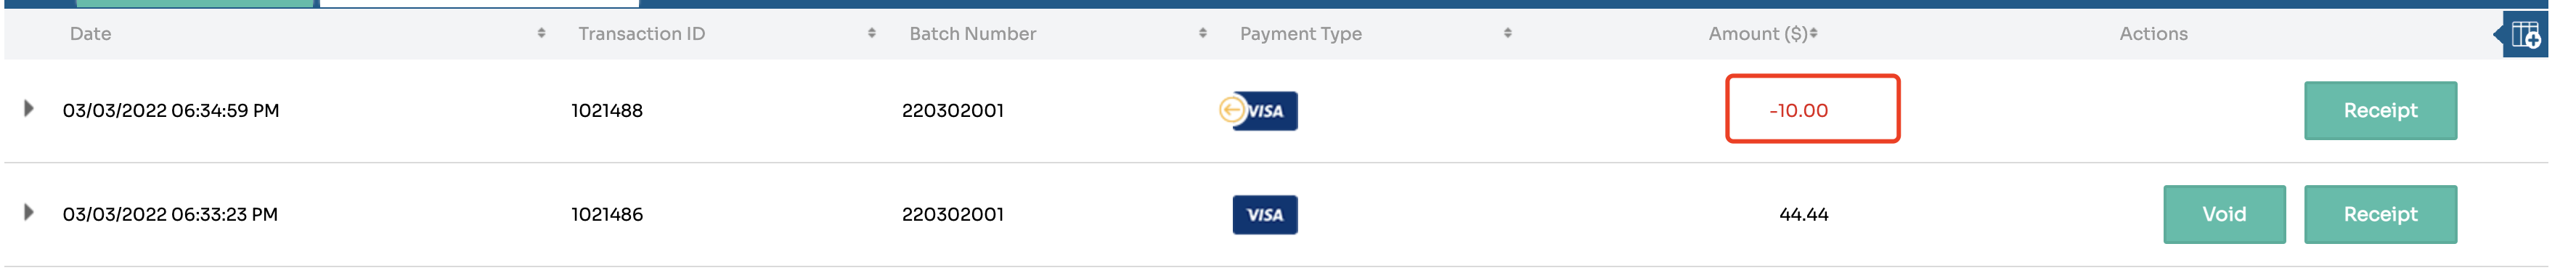 Date Transaction ID Batch Number Payment Type Amount ($) Actions
03/03/2022 06:34:59 PM 1021488 220302001 VISA -10.00 Receipt
03/03/2022 06:33:23 PM 1021486 220302001 VISA 44.44 Void Receipt